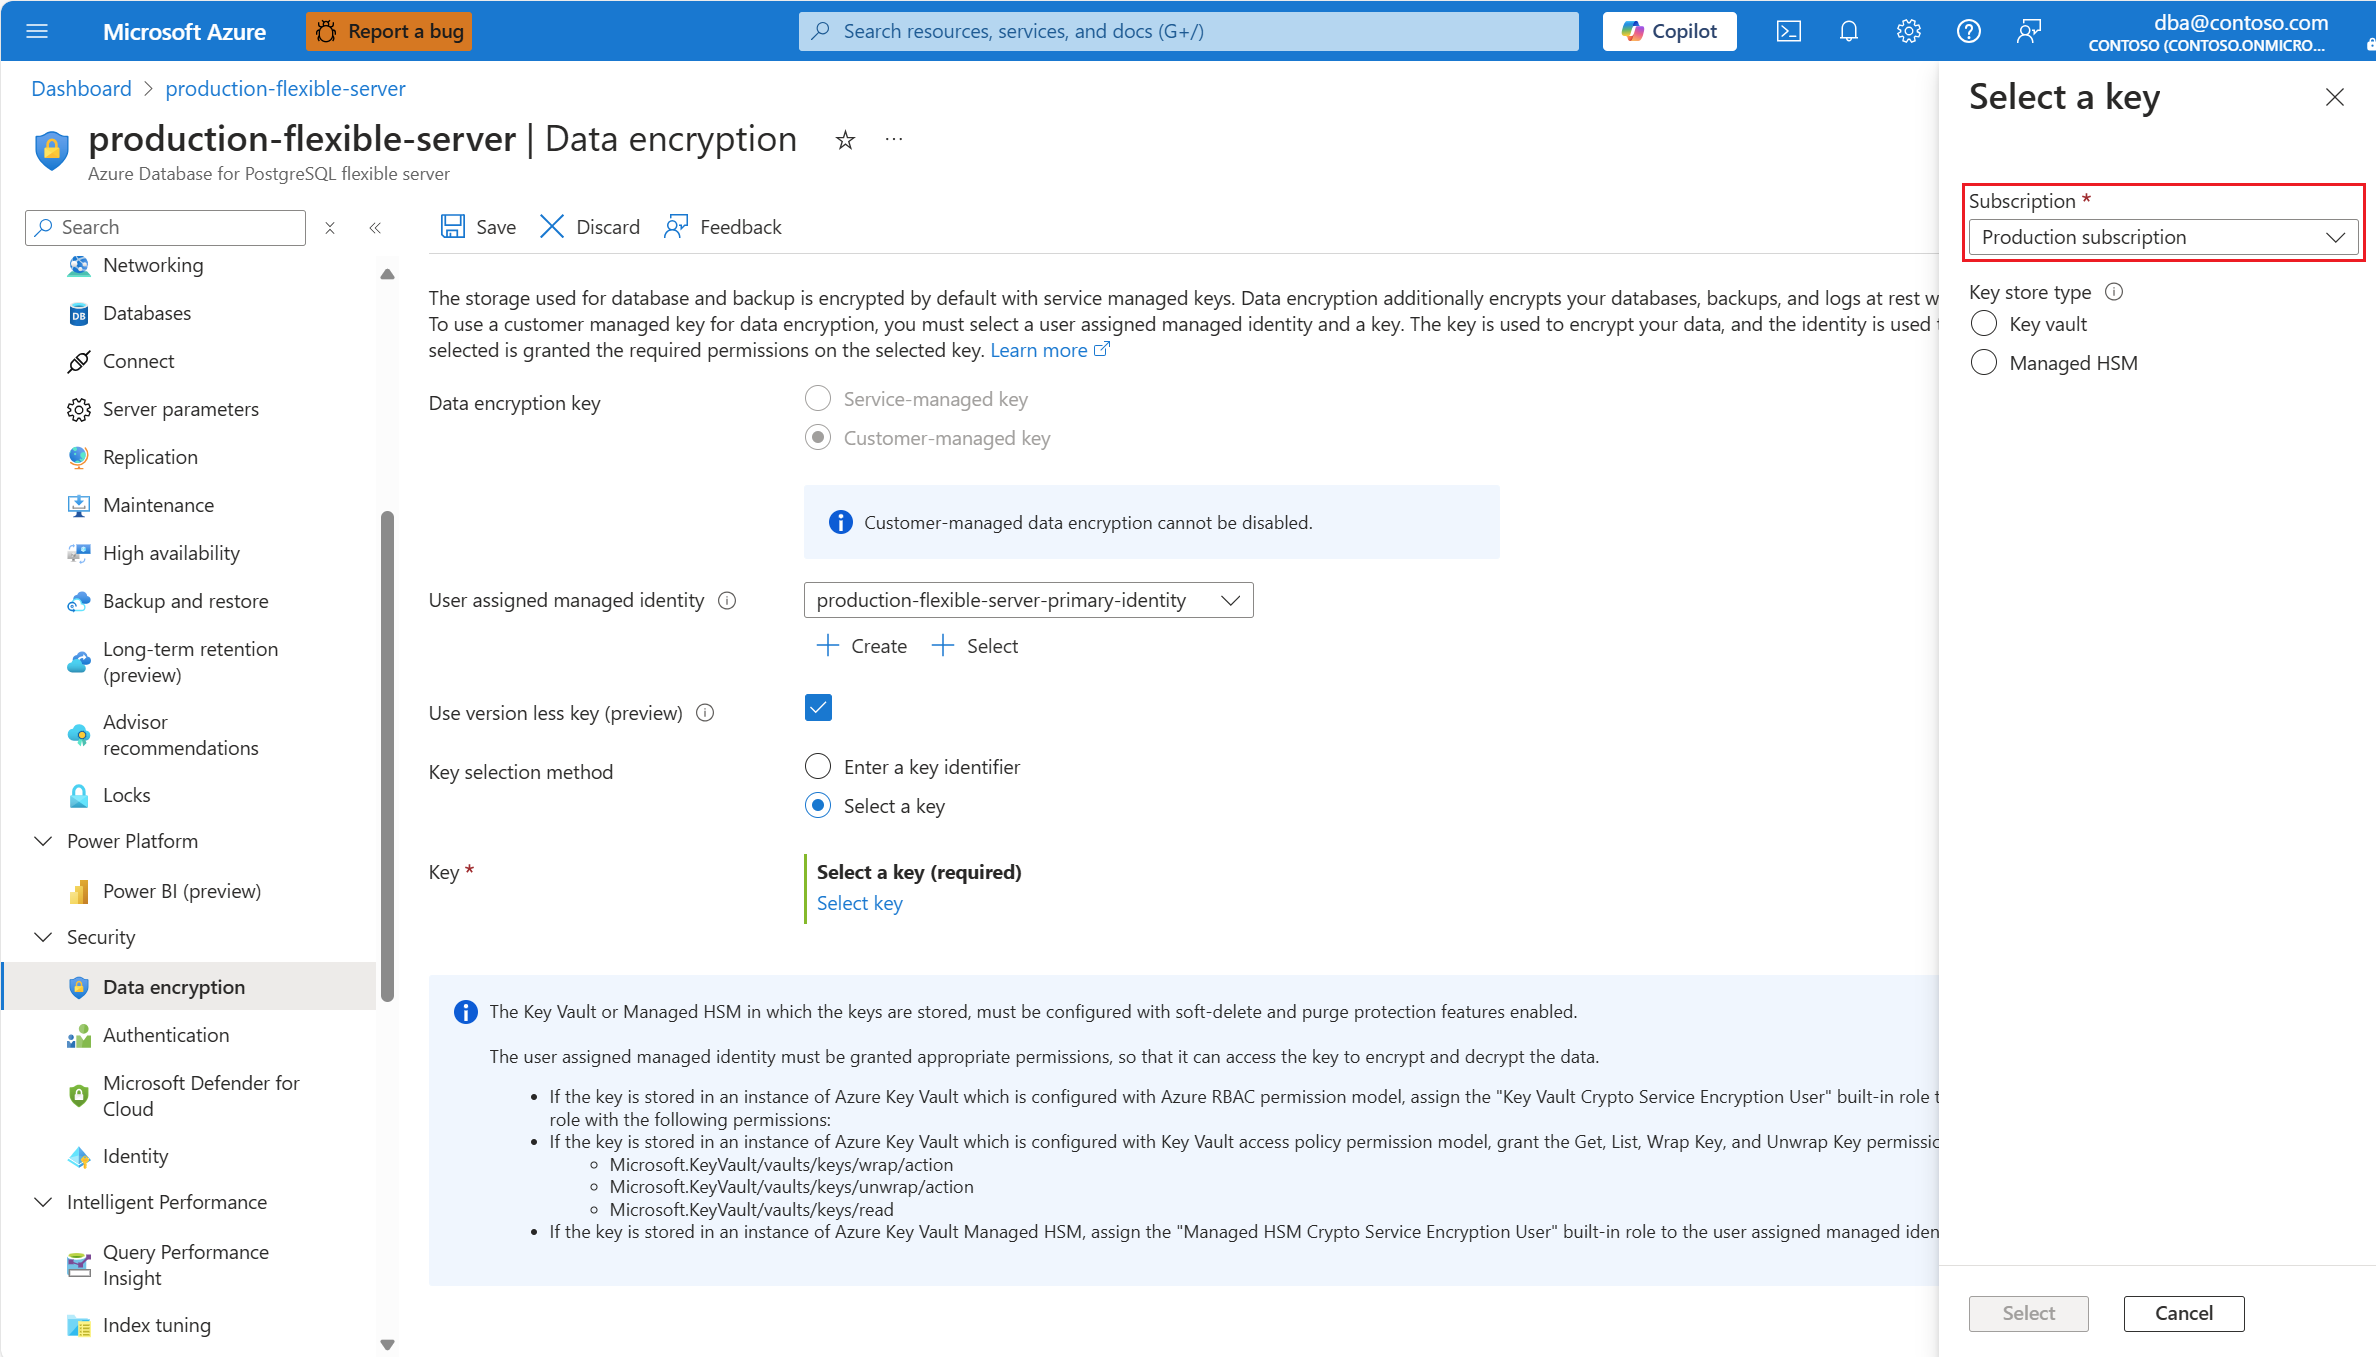 Microsoft Azure
Report a bug
Search resources, services, and docs (G+/)
Copilot
dba@contoso.com
CONTOSO (CONTOSO.ONMICRO...
Dashboard > production-flexible-server
production-flexible-server | Data encryption
Azure Database for PostgreSQL flexible server
Search
Networking
Databases
Connect
Server parameters
Replication
Maintenance
High availability
Backup and restore
Long-term retention
(preview)
Advisor
recommendations
Locks
Power Platform
Power BI (preview)
Security
Data encryption
Authentication
Microsoft Defender for
Cloud
Identity
Intelligent Performance
Query Performance
Insight
Index tuning
Save
Discard
Feedback
The storage used for database and backup is encrypted by default with service managed keys. Data encryption additionally encrypts your databases, backups, and logs at rest w
To use a customer managed key for data encryption, you must select a user assigned managed identity and a key. The key is used to encrypt your data, and the identity is used
selected is granted the required permissions on the selected key. Learn more
Data encryption key
Service-managed key
Customer-managed key
Customer-managed data encryption cannot be disabled.
User assigned managed identity
production-flexible-server-primary-identity
Create
Select
Use version less key (preview)
Key selection method
Enter a key identifier
Select a key
Key *
Select a key (required)
Select key
The Key Vault or Managed HSM in which the keys are stored, must be configured with soft-delete and purge protection features enabled.
The user assigned managed identity must be granted appropriate permissions, so that it can access the key to encrypt and decrypt the data.
• If the key is stored in an instance of Azure Key Vault which is configured with Azure RBAC permission model, assign the "Key Vault Crypto Service Encryption User" built-in role t
role with the following permissions:
• If the key is stored in an instance of Azure Key Vault which is configured with Key Vault access policy permission model, grant the Get, List, Wrap Key, and Unwrap Key permissic
◦ Microsoft.KeyVault/vaults/keys/wrap/action
◦ Microsoft.KeyVault/vaults/keys/unwrap/action
◦ Microsoft.KeyVault/vaults/keys/read
• If the key is stored in an instance of Azure Key Vault Managed HSM, assign the "Managed HSM Crypto Service Encryption User" built-in role to the user assigned managed iden
Select a key
Subscription *
Production subscription
Key store type
Key vault
Managed HSM
Select
Cancel